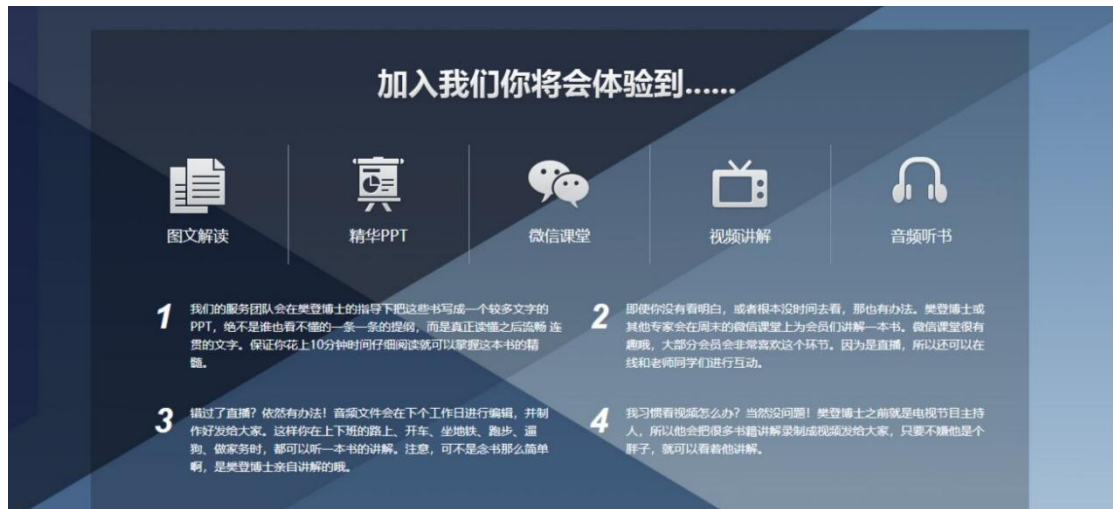 加入我们你将会体验到......
图文解读
精华PPT
微信课堂
视频讲解
音频听书
1
我们的服务团队会在樊登博士的指导下把这些书写成一个较多文字的
PPT，绝不是谁也看不懂的一条一条的提纲，而是真正读懂之后流畅 连
贯的文字。保证你花上10分钟时间仔细阅读就可以掌握这本书的精
髓。
2
即使你没有看明白，或者根本没时间去看，那也有办法。樊登博士或
其他专家会在周末的微信课堂上为会员们讲解一本书。微信课堂很有
趣哦，大部分会员会非常喜欢这个环节。因为是直播，所以还可以在
线和老师同学们进行互动。
3
错过了直播？依然有办法！音频文件会在下个工作日进行编辑，并制
作好发给大家。这样你在上下班的路上、开车、坐地铁、跑步、遛
狗、做家务时，都可以听一本书的讲解。注意，可不是念书那么简单
啊，是樊登博士亲自讲解的哦。
4
我习惯看视频怎么办？当然没问题！樊登博士之前就是电视节目主持
人，所以他会把很多书籍讲解录制成视频发给大家，只要不嫌他是个
胖子，就可以看着他讲解。